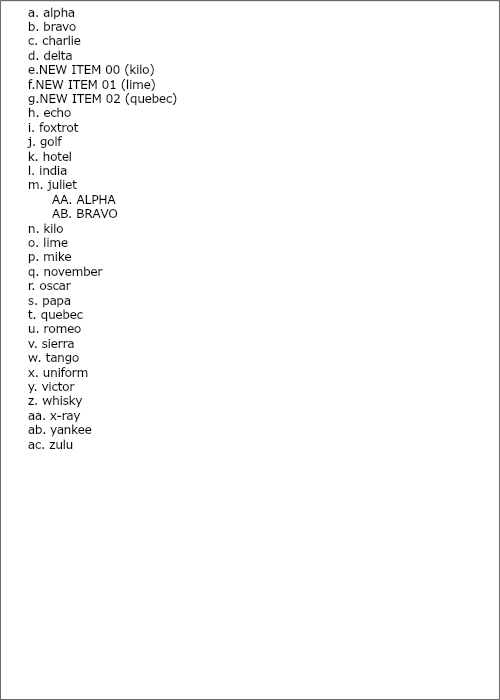 a. alpha
b. bravo
c. charlie
d. delta
e.NEW ITEM 00 (kilo)
f.NEW ITEM 01 (lime)
g.NEW ITEM 02 (quebec)
h. echo
i. foxtrot
j. golf
k. hotel
l. india
m. juliet
AA. ALPHA
AB. BRAVO
n. kilo
o. lime
p. mike
q. november
r. oscar
s. papa
t. quebec
u. romeo
v. sierra
w. tango
x. uniform
y. victor
z. whisky
aa. x-ray
ab. yankee
ac. zulu